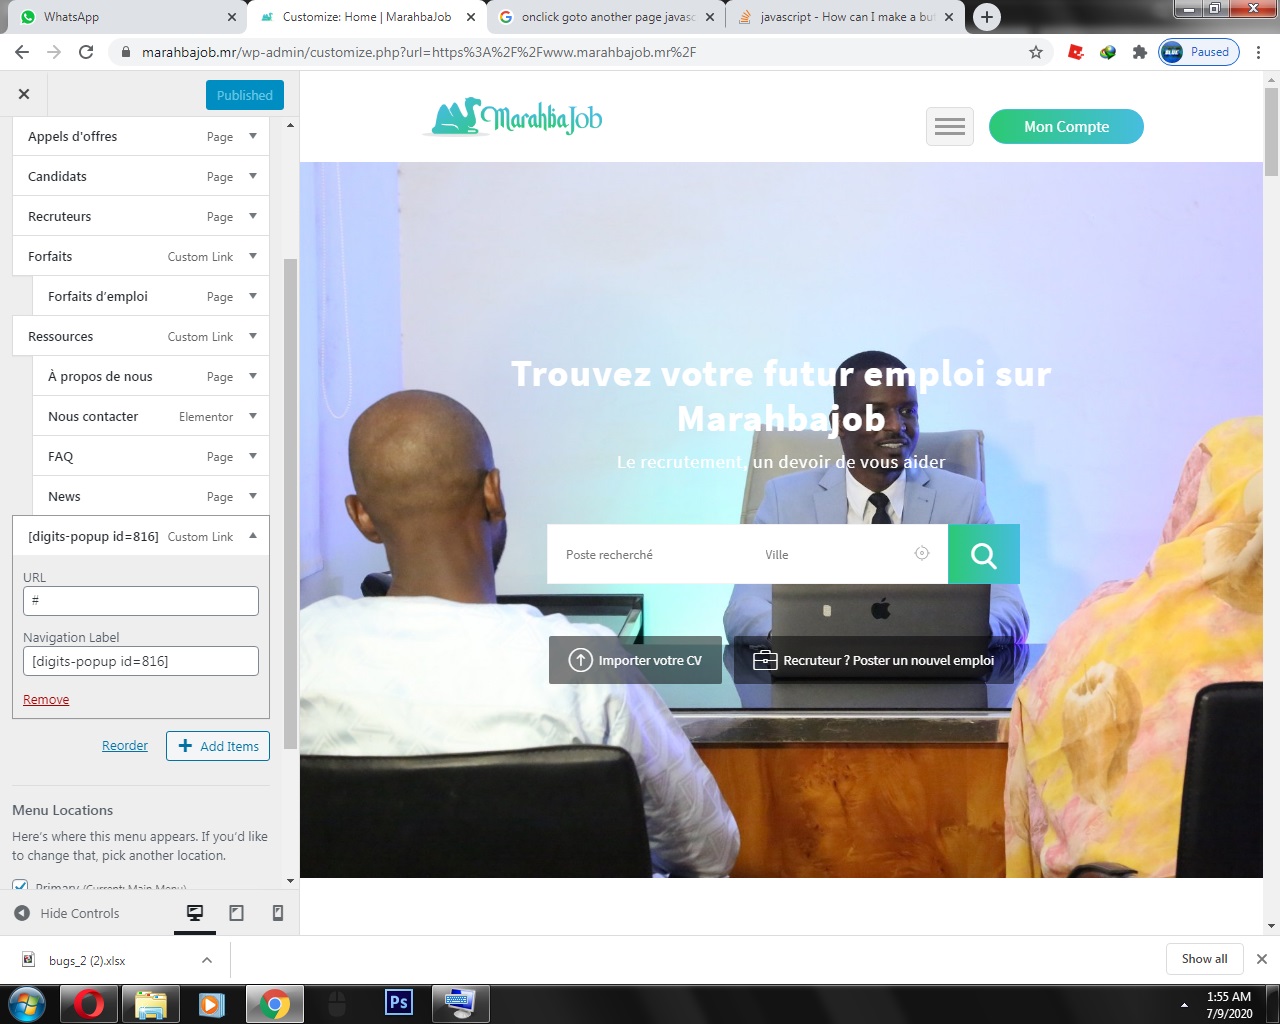 WhatsApp
Customize: Home | MarahbaJob
onclick goto another page javasc
javascript - How can I make a but
marahbajob.mr/wp-admin/customize.php?url=https%3A%2F%2Fwww.marahbajob.mr%2F
Paused
Published
Appels d'offres Page
Candidats Page
Recruteurs Page
Forfaits Custom Link
Forfaits d'emploi Page
Ressources Custom Link
À propos de nous Page
Nous contacter Elementor
FAQ Page
News Page
[digits-popup id=816] Custom Link
URL
#
Navigation Label
[digits-popup id=816]
Remove
Reorder
Add Items
Menu Locations
Here's where this menu appears. If you'd like
to change that, pick another location.
Primary (Current: Main Menu)
Hide Controls
MarahbaJob
Mon Compte
Trouvez votre futur emploi sur
Marahbajob
Le recrutement, un devoir de vous aider
Poste recherché
Ville
Importer votre CV
Recruteur ? Poster un nouvel emploi
bugs_2 (2).xlsx
Show all
Ps
1:55 AM
7/9/2020